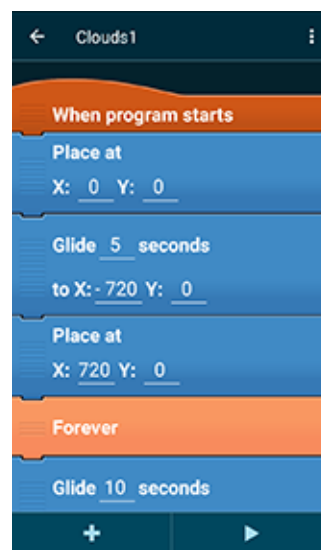 Clouds1
When program starts
Place at
X: 0 Y: 0
Glide 5 seconds
to X: - 720 Y: 0
Place at
X: 720 Y: 0
Forever
Glide 10 seconds